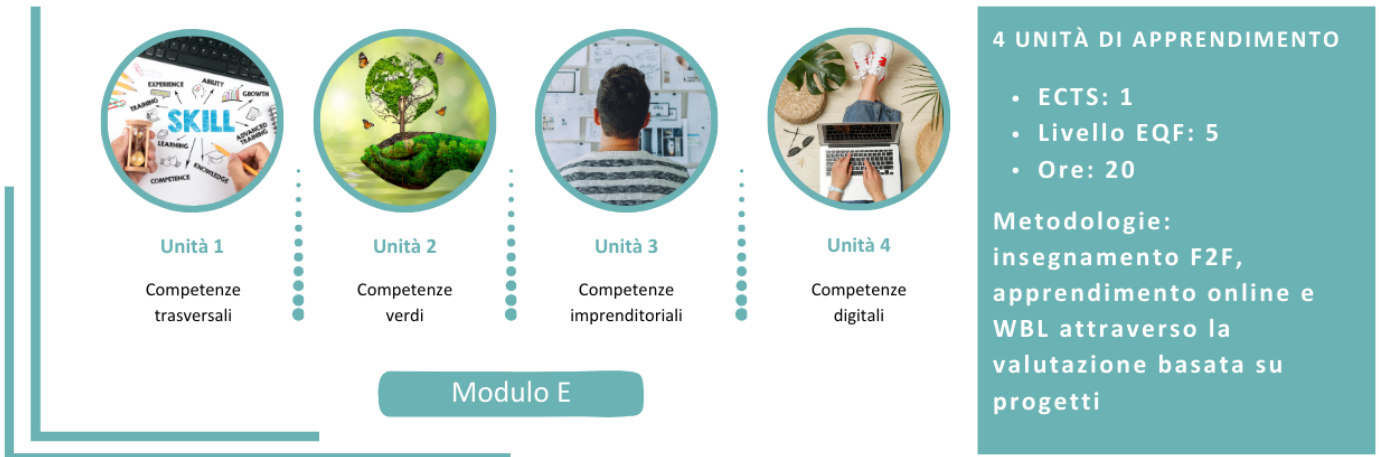 EXPERIENCE
ABILITY
GROWTH
TRAINING
SKILL
ADVANCED
TRAINING
LEARNING
COMPETENCE
KNOWLEDGE
Unità 1
Competenze
trasversali
Unità 2
Competenze
verdi
Unità 3
Competenze
imprenditoriali
Unità 4
Competenze
digitali
Modulo E
4 UNITÀ DI APPRENDIMENTO
• ECTS: 1
• Livello EQF: 5
• Ore: 20
Metodologie:
insegnamento F2F,
apprendimento online e
WBL attraverso la
valutazione basata su
progetti